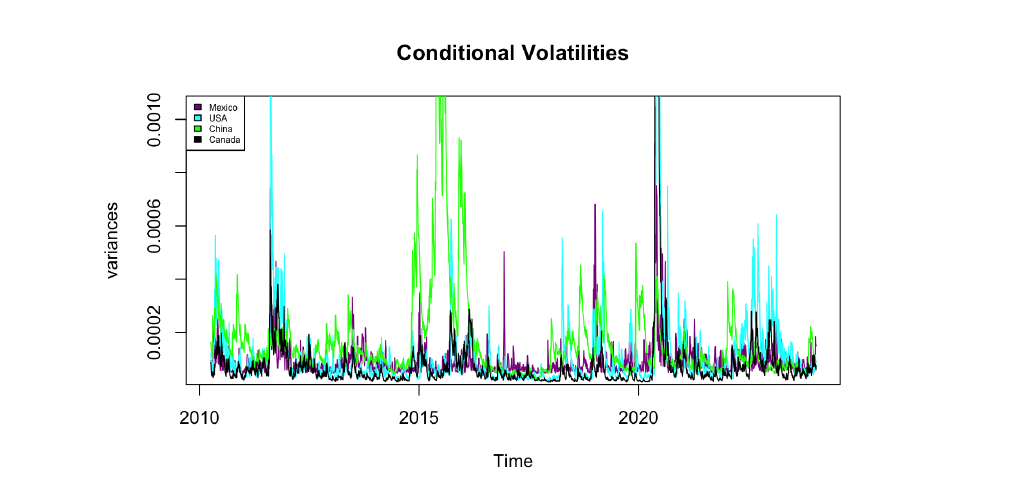 Conditional Volatilities
0.0010
0.0006
0.0002
variances
Mexico
USA
China
Canada
2010 2015 2020
Time